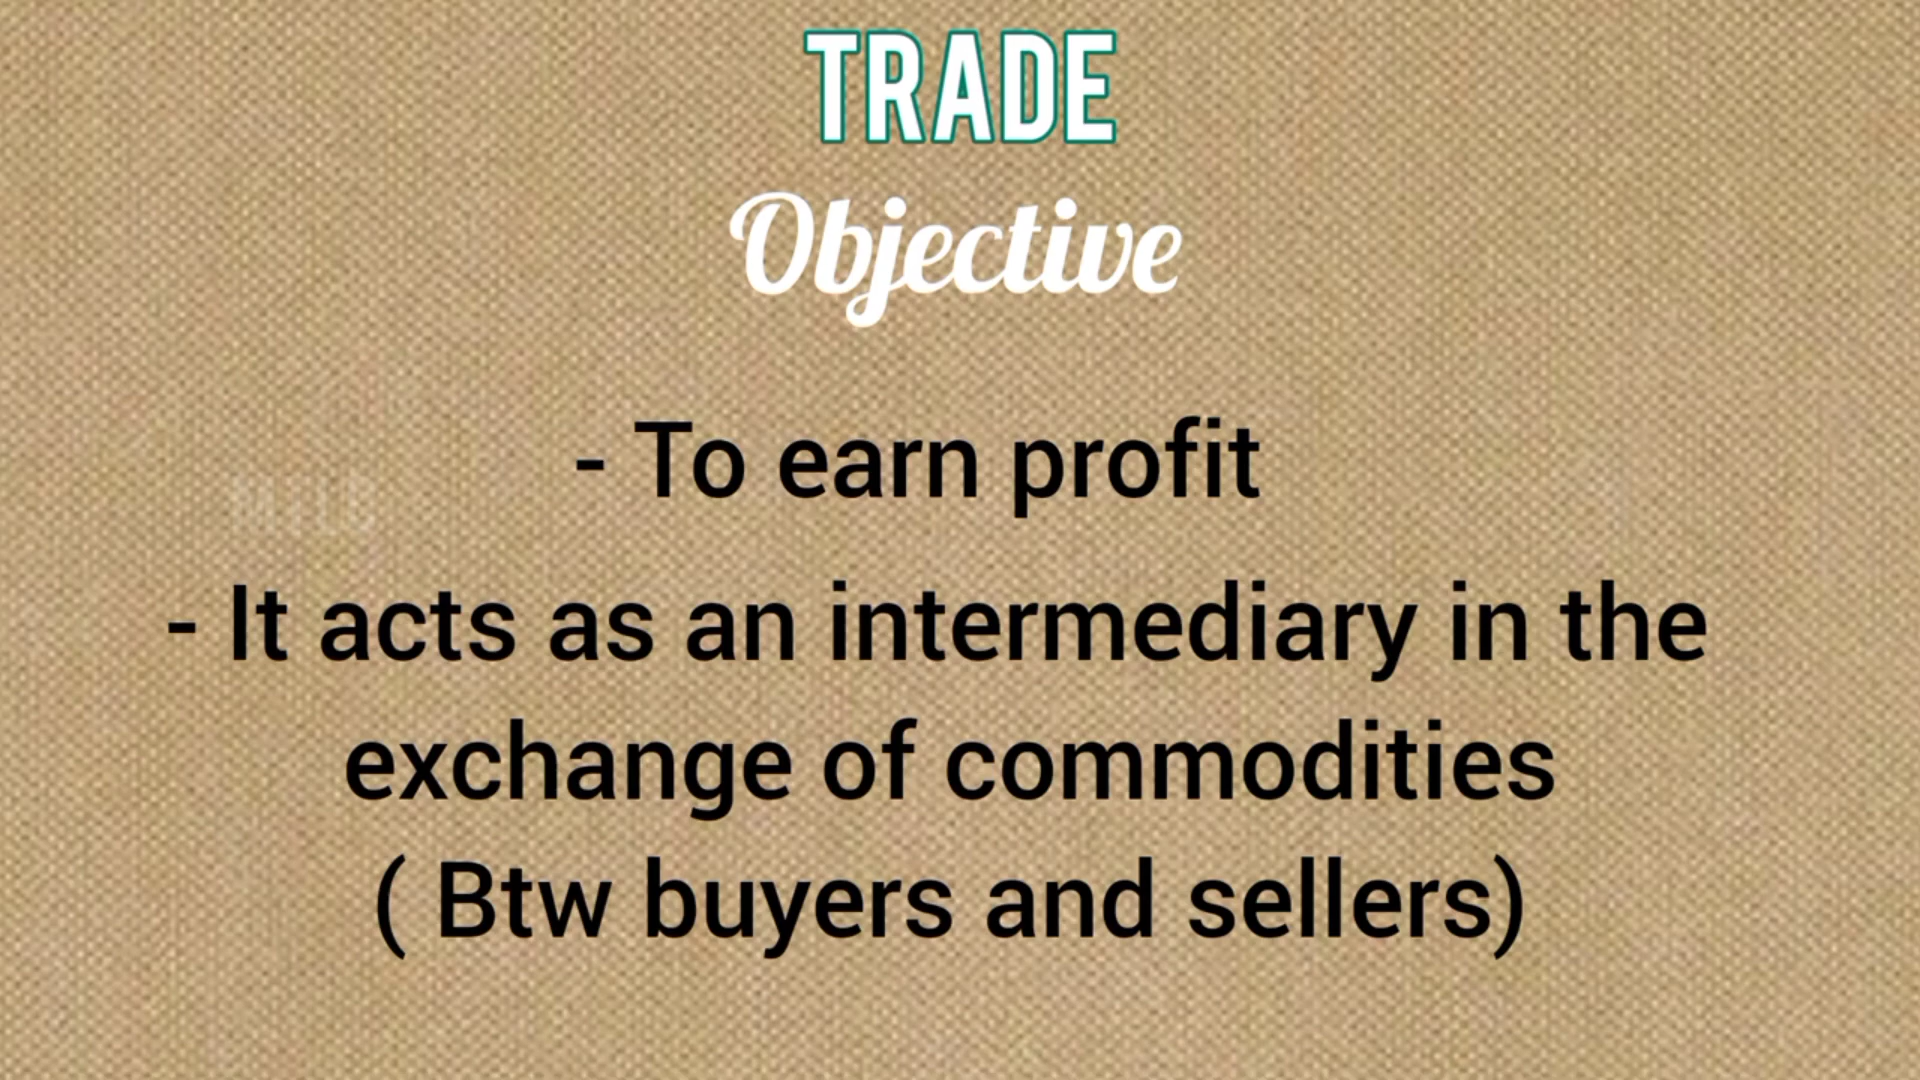 TRADE
Objective
- To earn profit
- It acts as an intermediary in the
exchange of commodities
( Btw buyers and sellers)